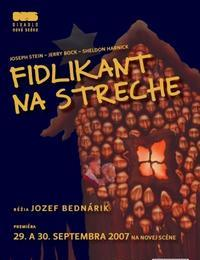 DIVADLO
NOVÁ SCÉNA
JOSEPH STEIN – JERRY BOCK – SHELDON HARNICK
FIDLIKANT
NA STRECHE
RÉŽIA JOZEF BEDNÁRIK
PREMIÉRA
29. A 30. SEPTEMBRA 2007 NA NOVEJ SCÉNE